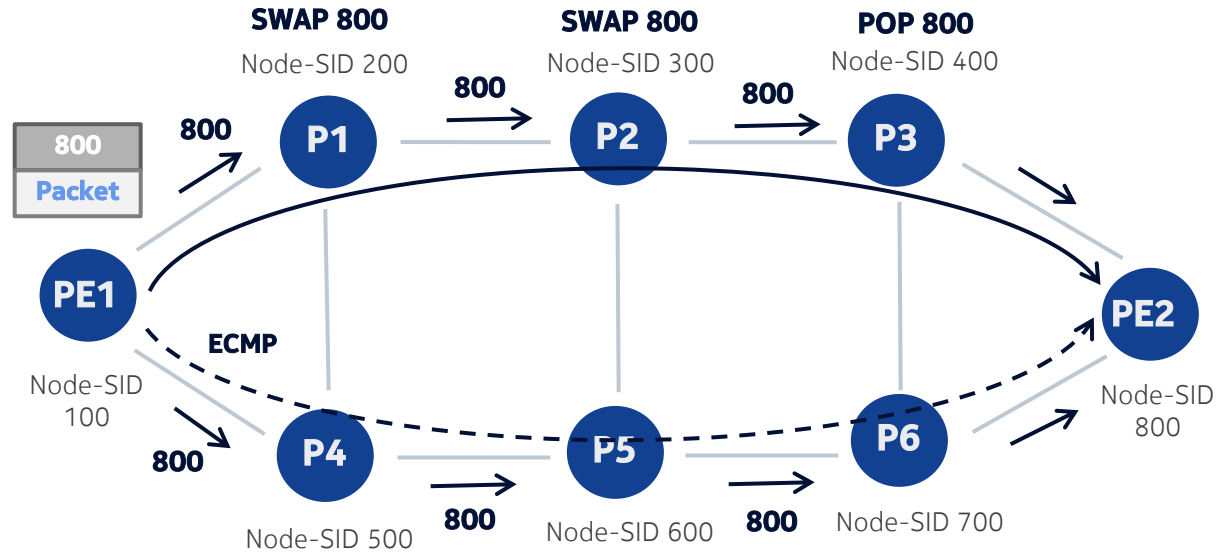 SWAP 800
SWAP 800
POP 800
Node-SID 200
Node-SID 300
Node-SID 400
800
800
800
800
Packet
P1
P2
P3
PE1
PE2
ECMP
Node-SID
100
Node-SID
800
P4
P5
P6
800
800
800
Node-SID 500
Node-SID 600
Node-SID 700